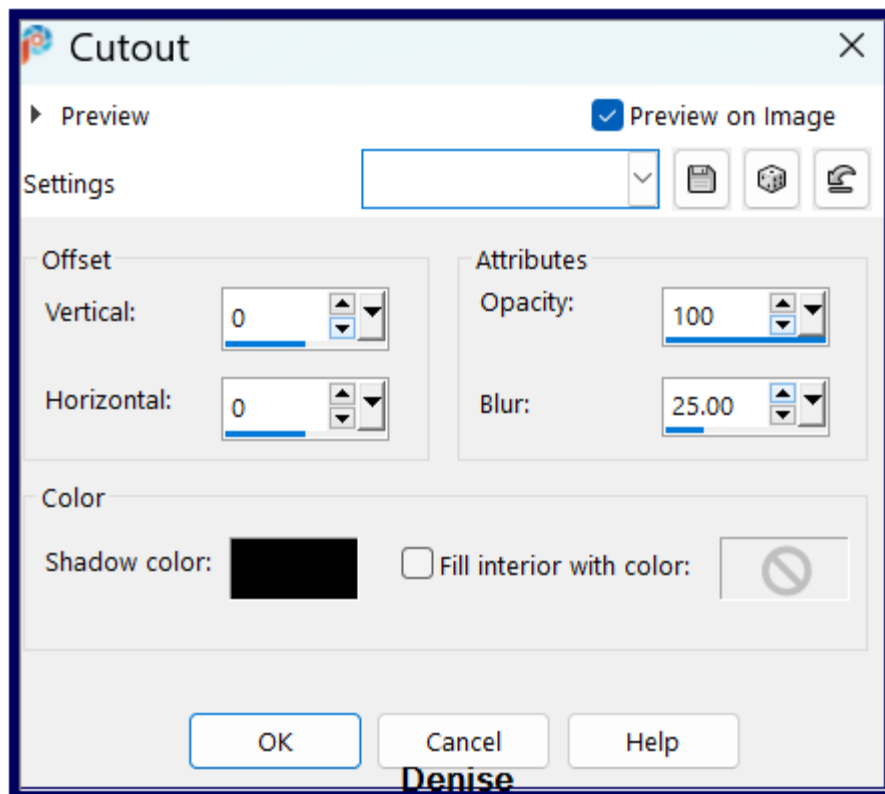 Cutout
Preview
Preview on Image
Settings
Offset
Vertical: 0
Horizontal: 0
Attributes
Opacity: 100
Blur: 25.00
Color
Shadow color:
Fill interior with color:
OK Cancel Help
Denise